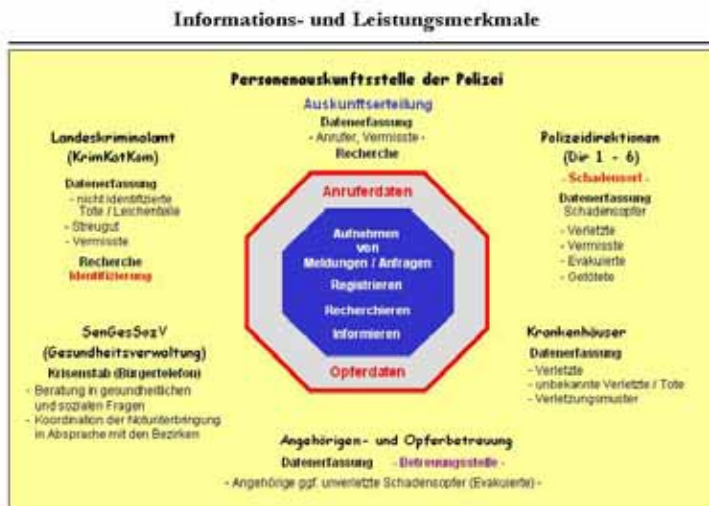 Informations- und Leistungsmerkmale
Personenauskunftsstelle der Polizei
Auskunftserteilung
Datenerfassung
- Anrufer, Vermisste -
Recherche
Landeskriminalamt
(KrimKatKom)
Datenerfassung
- nicht identifizierte
Tote / Leichenteile
- Streugut
- Vermisste
Recherche
Identifizierung
Polizeidirektionen
(Dir 1 - 6)
- Schadensort -
Datenerfassung
Schadensopfer
- Verletzte
- Vermisste
- Evakuierte
- Getötete
Anruferdaten
Aufnehmen
von
Meldungen / Anfragen
Registrieren
Recherchieren
Informieren
Opferdaten
SenGesSozV
(Gesundheitsverwaltung)
Krisenstab (Bürgertelefon)
- Beratung in gesundheitlichen
und sozialen Fragen
- Koordination der Notunterbringung
in Absprache mit den Bezirken
Krankenhäuser
Datenerfassung
- Verletzte
- unbekannte Verletzte / Tote
- Verletzungsmuster
Angehörigen- und Opferbetreuung
Datenerfassung - Betreuungsstelle -
- Angehörige ggf. unverletzte Schadensopfer (Evakuierte) -